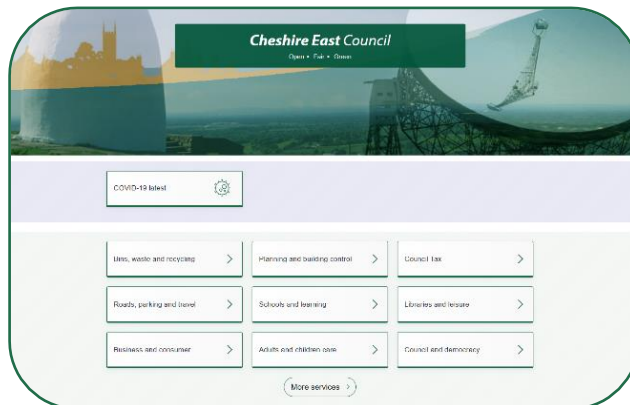 Cheshire East Council
Open • Fair • Green
COVID-19 latest
Bins, waste and recycling
Planning and building control
Council Tax
Roads, parking and travel
Schools and learning
Libraries and leisure
Business and consumer
Adults and children care
Council and democracy
More services